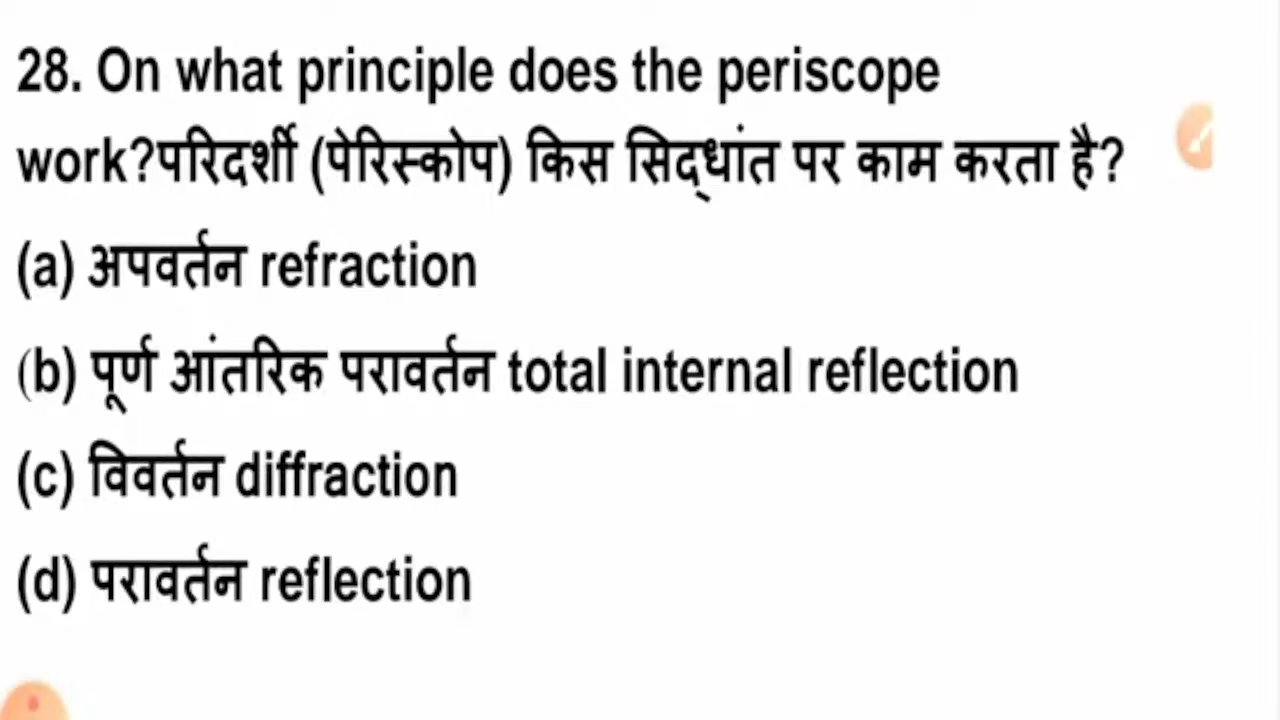 28. On what principle does the periscope
work?परिदर्शी (पेरिस्कोप) किस सिद्धांत पर काम करता है?
(a) अपवर्तन refraction
(b) पूर्ण आंतरिक परावर्तन total internal reflection
(c) विवर्तन diffraction
(d) परावर्तन reflection